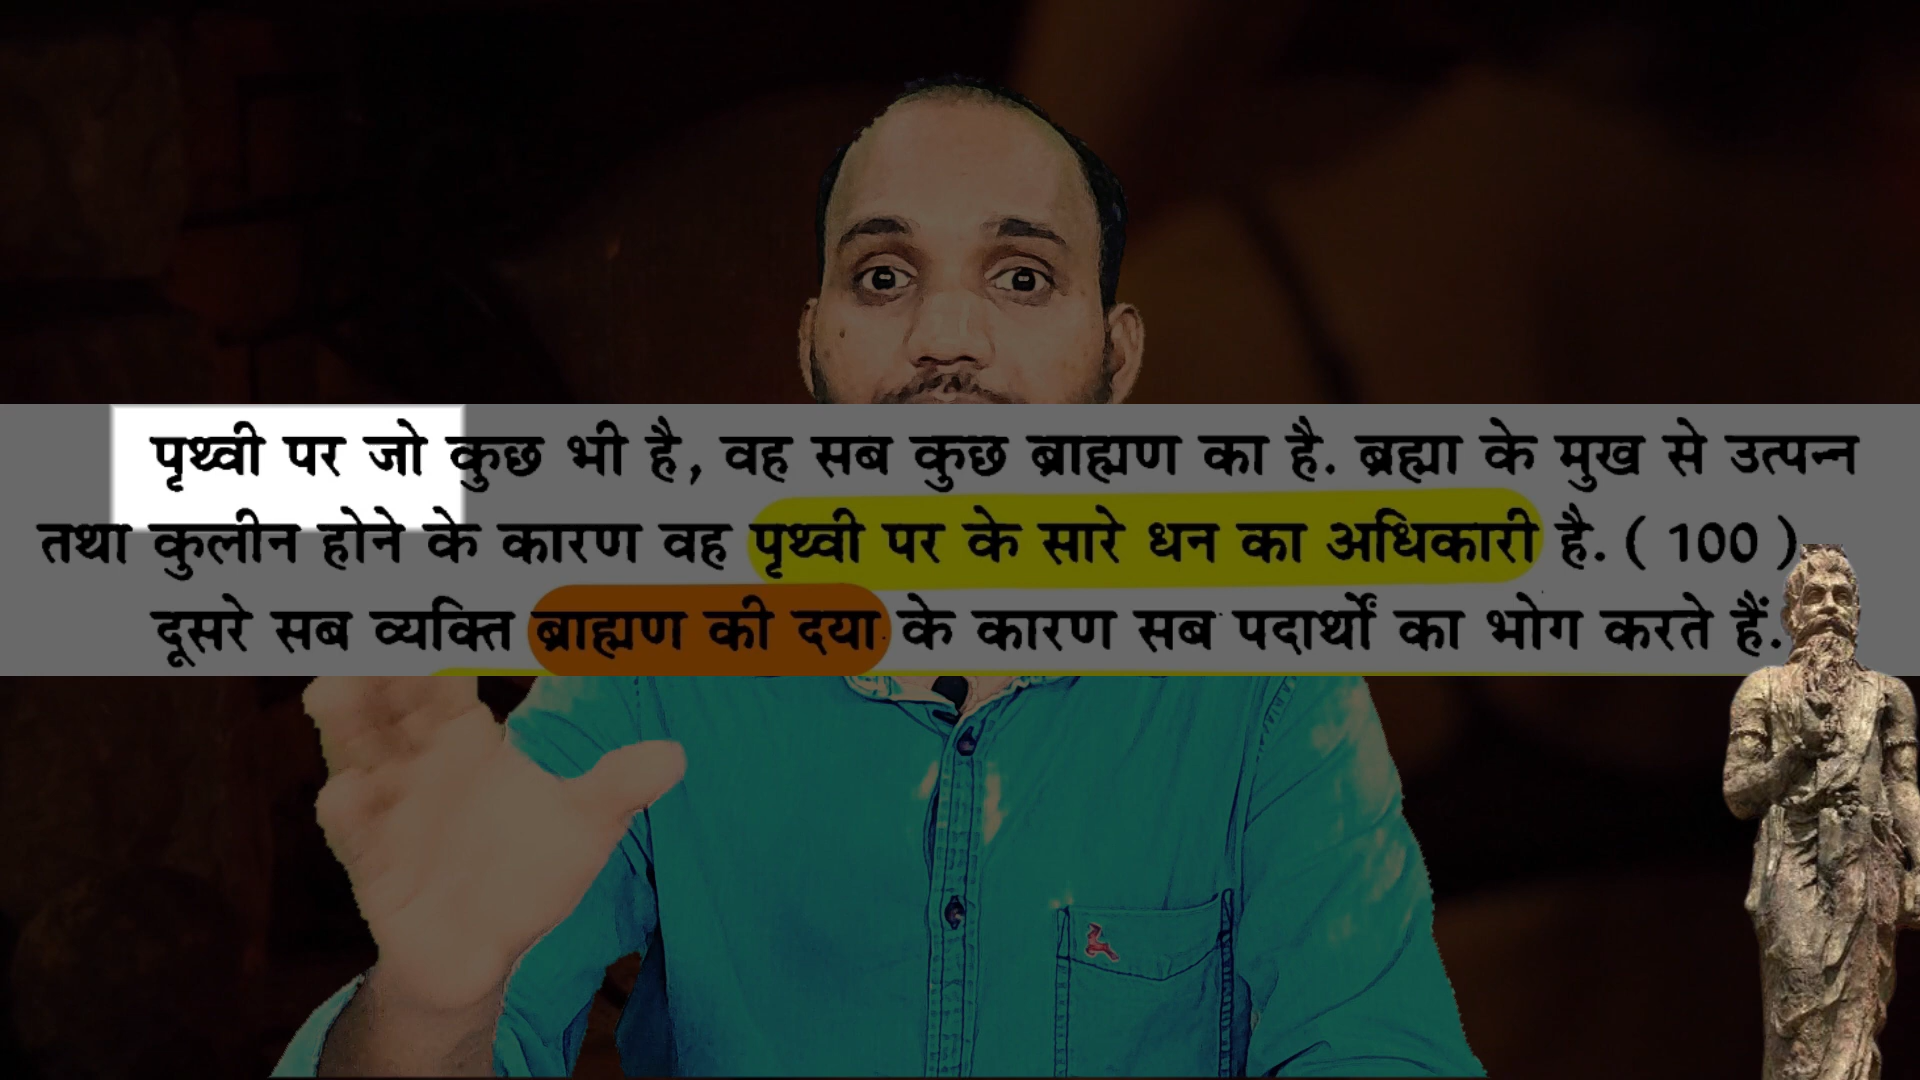 पृथ्वी पर जो कुछ भी है, वह सब कुछ ब्राह्मण का है. ब्रह्मा के मुख से उत्पन्न
तथा कुलीन होने के कारण वह पृथ्वी पर के सारे धन का अधिकारी है. ( 100 )
दूसरे सब व्यक्ति ब्राह्मण की दया के कारण सब पदार्थों का भोग करते हैं.